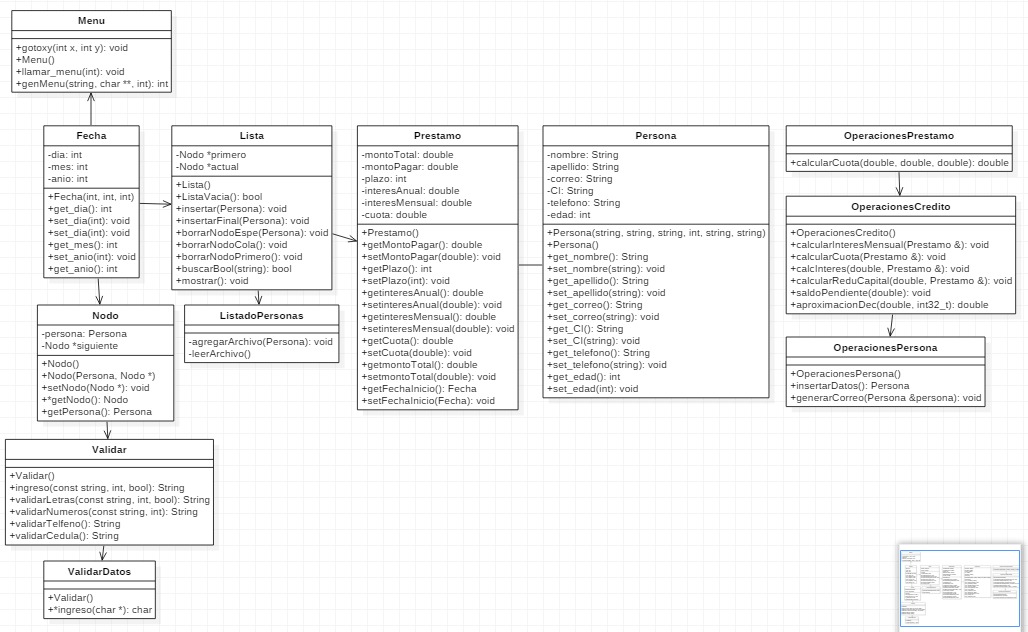 Menu
+gotoxy(int x, int y): void
+Menu()
+llamar_menu(int): void
+genMenu(string, char **, int): int
Fecha
-dia: int
-mes: int
-anio: int
+Fecha(int, int, int)
+get_dia(): int
+set_dia(int): void
+set_dia(int): void
+get_mes(): int
+set_anio(int): void
+get_anio(): int
Lista
-Nodo *primero
-Nodo *actual
+Lista()
+ListaVacia(): bool
+insertar(Persona): void
+insertarFinal(Persona): void
+borrarNodoEspe(Persona): void
+borrarNodoCola(): void
+borrarNodoPrimero(): void
+buscarBool(string): bool
+mostrar(): void
Prestamo
-montoTotal: double
-montoPagar: double
-plazo: int
-interesAnual: double
-interesMensual: double
-cuota: double
+Prestamo()
+getMontoPagar(): double
+setMontoPagar(double): void
+getPlazo(): int
+setPlazo(int): void
+getinteresAnual(): double
+setinteresAnual(double): void
+getinteresMensual(): double
+setinteresMensual(double): void
+getCuota(): double
+setCuota(double): void
+getmontoTotal(): double
+setmontoTotal(double): void
+getFechaInicio(): Fecha
+setFechaInicio(Fecha): void
Persona
-nombre: String
-apellido: String
-correo: String
-CI: String
-telefono: String
-edad: int
+Persona(string, string, string, int, string, string)
+Persona()
+get_nombre(): String
+set_nombre(string): void
+get_apellido(): String
+set_apellido(string): void
+get_correo(): String
+set_correo(string): void
+get_CI(): String
+set_CI(string): void
+get_telefono(): String
+set_telefono(string): void
+get_edad(): int
+set_edad(int): void
OperacionesPrestamo
+calcularCuota(double, double, double): double
OperacionesCredito
+OperacionesCredito()
+calcularInteresMensual(Prestamo &): void
+calcularCuota(Prestamo &): void
+calcInteres(double, Prestamo &): void
+calcularReduCapital(double, Prestamo &): void
+saldoPendiente(double): void
+aproximacionDec(double, int32_t): double
OperacionesPersona
+OperacionesPersona()
+insertarDatos(): Persona
+generarCorreo(Persona &persona): void
Nodo
-persona: Persona
-Nodo *siguiente
+Nodo()
+Nodo(Persona, Nodo *)
+setNodo(Nodo *): void
+*getNodo(): Nodo
+getPersona(): Persona
ListadoPersonas
-agregarArchivo(Persona): void
-leerArchivo()
Validar
+Validar()
+ingreso(const string, int, bool): String
+validarLetras(const string, int, bool): String
+validarNumeros(const string, int): String
+validarTelfeno(): String
+validarCedula(): String
ValidarDatos
+Validar()
+*ingreso(char *): char